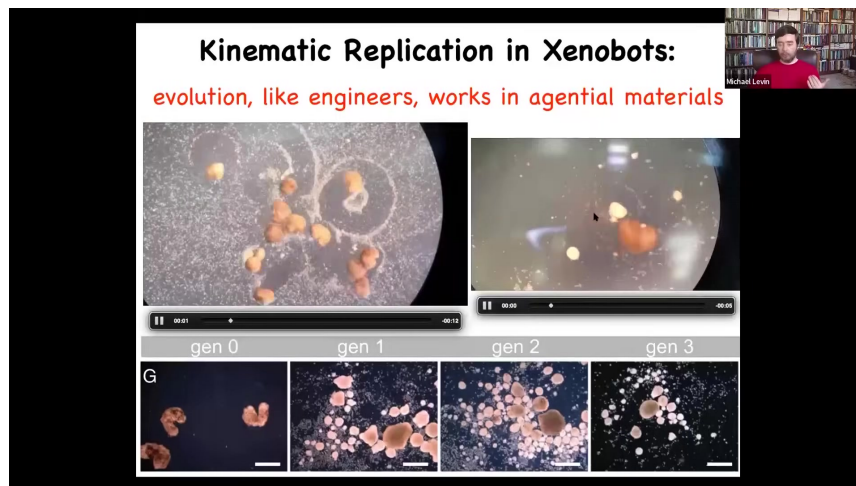 Kinematic Replication in Xenobots:
Michael Levin
evolution, like engineers, works in agential materials
00:01
-00:12
00:00
-00:05
gen 0
gen 1
gen 2
gen 3
G